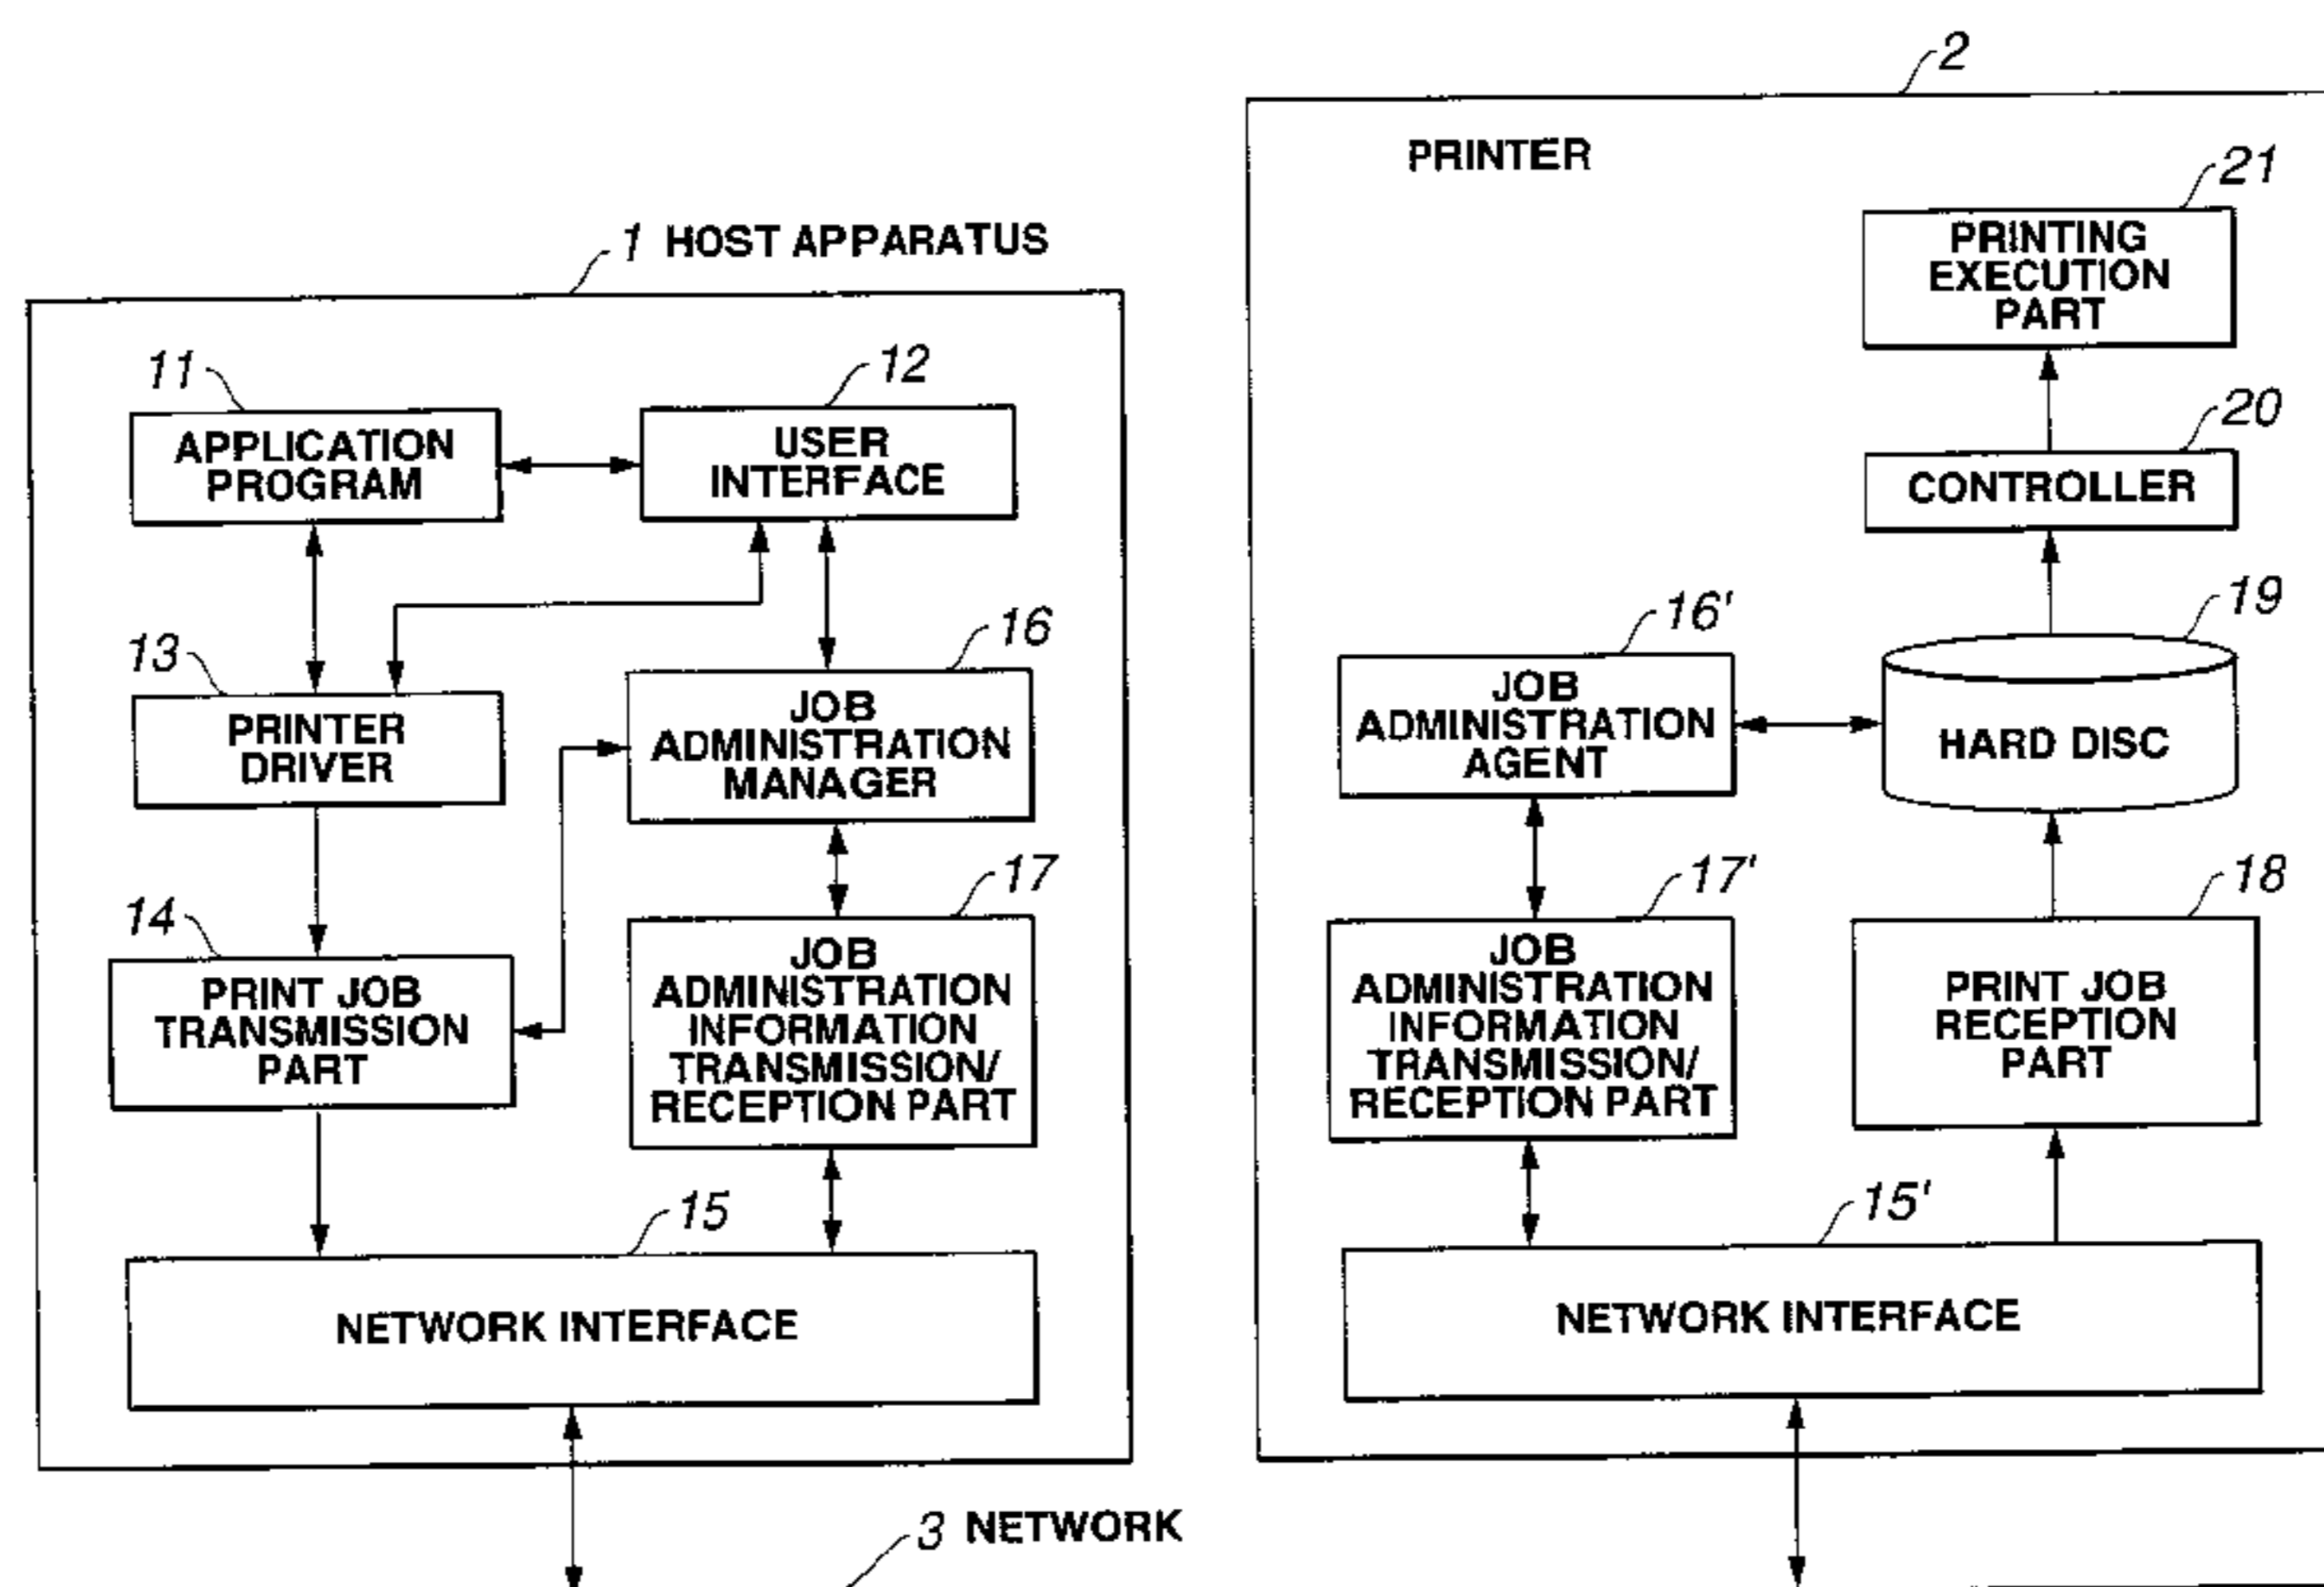 2
PRINTER
21
PRINTING
EXECUTION
PART
1 HOST APPARATUS
11
12
20
APPLICATION
PROGRAM
USER
INTERFACE
CONTROLLER
13
16
16'
19
PRINTER
DRIVER
JOB
ADMINISTRATION
MANAGER
JOB
ADMINISTRATION
AGENT
HARD DISC
14
17
17'
18
PRINT JOB
TRANSMISSION
PART
JOB
ADMINISTRATION
INFORMATION
TRANSMISSION/
RECEPTION PART
JOB
ADMINISTRATION
INFORMATION
TRANSMISSION/
RECEPTION PART
PRINT JOB
RECEPTION
PART
15
15'
NETWORK INTERFACE
NETWORK INTERFACE
3 NETWORK